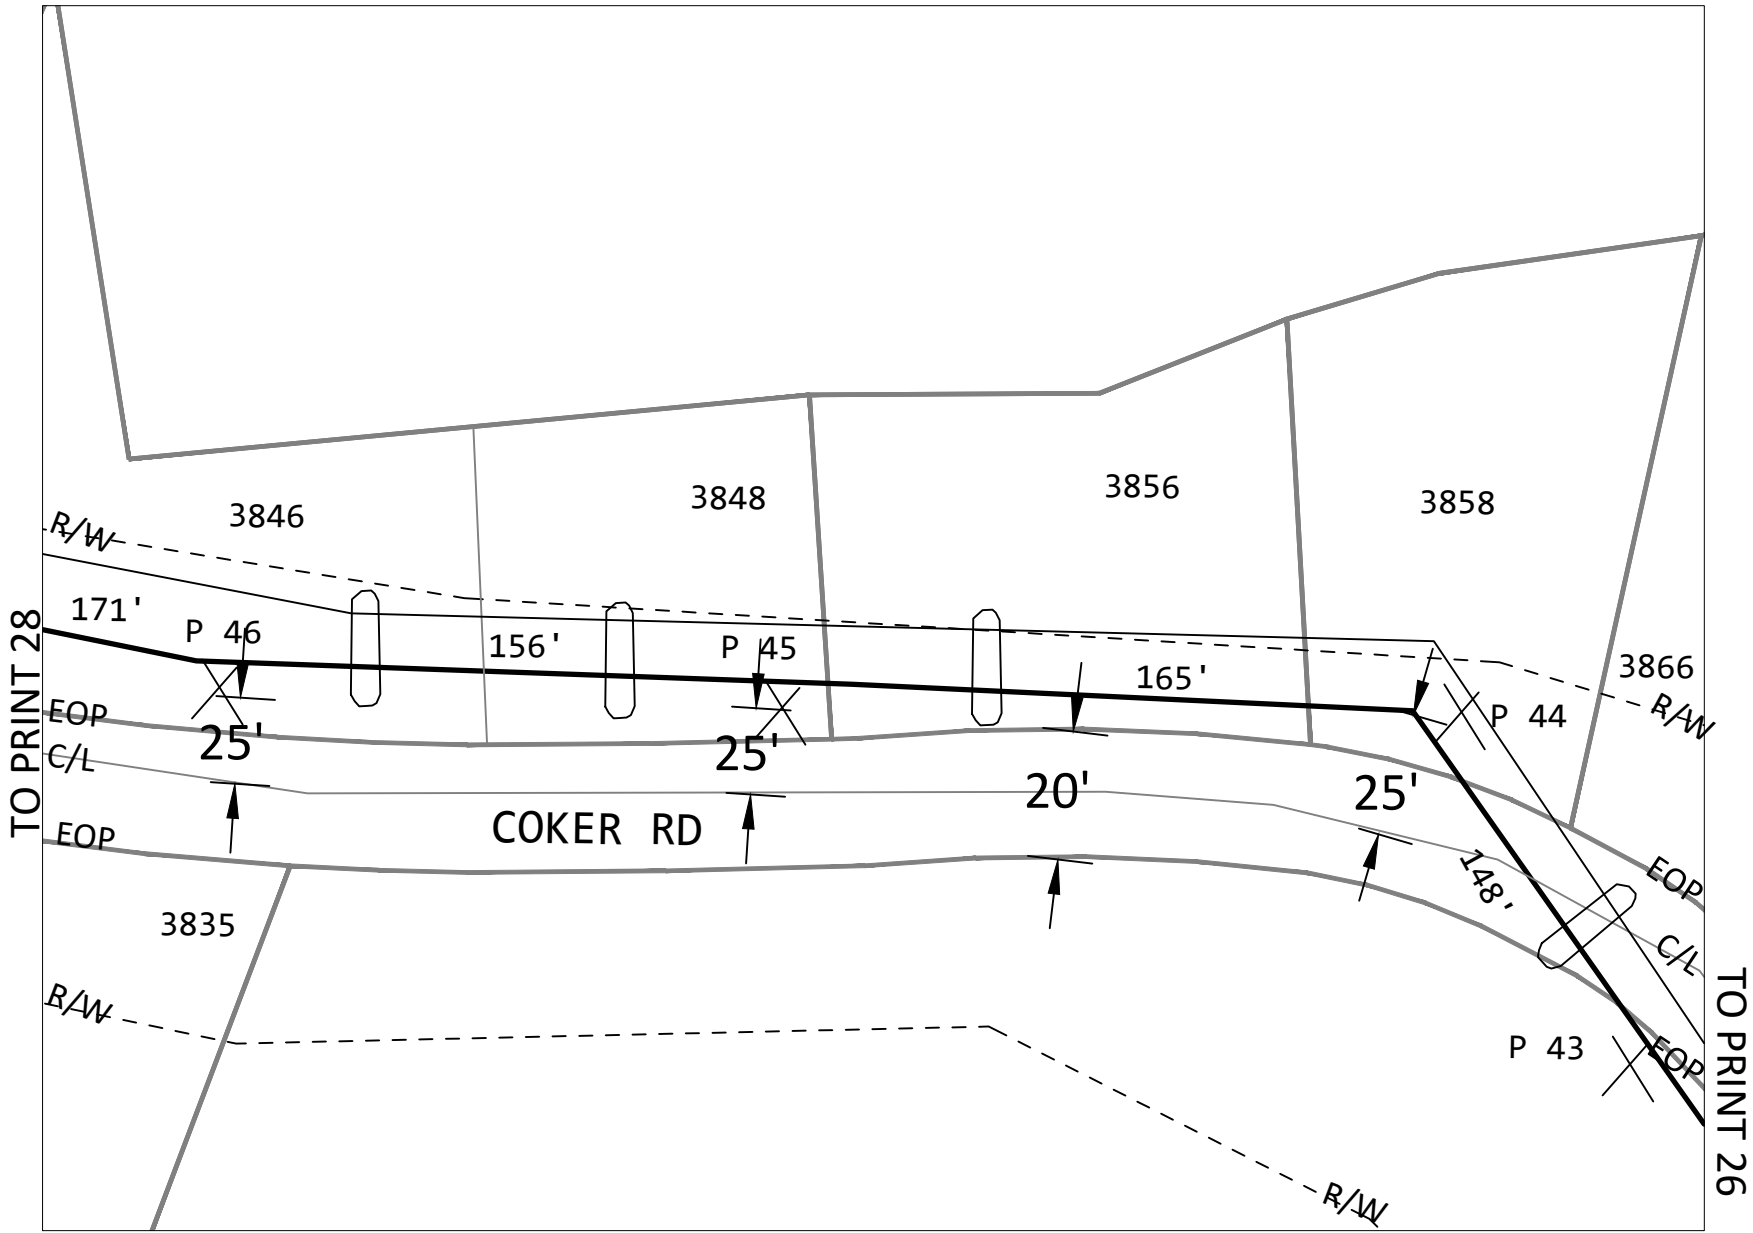 3848
3856
3858
3846
R/W
171'
P 46
156'
P 45
165'
3866
R/W
P 44
TO PRINT 28
EOP
25'
25'
C/L
20'
25'
COKER RD
EOP
148'
EOP
3835
C/L
R/W
P 43
EOP
TO PRINT 26
R/W